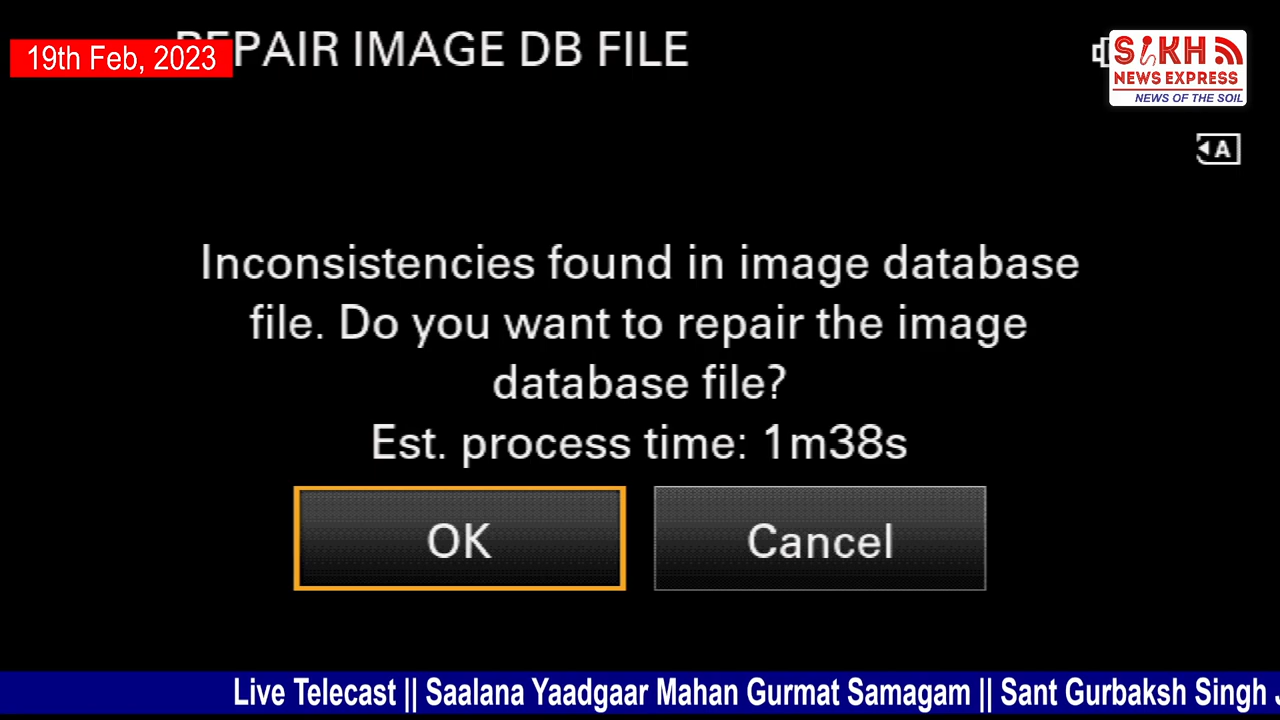 REPAIR IMAGE DB FILE
19th Feb, 2023
SIKH
NEWS EXPRESS
NEWS OF THE SOIL
A
Inconsistencies found in image database
file. Do you want to repair the image
database file?
Est. process time: 1m38s
OK
Cancel
Live Telecast || Saalana Yaadgaar Mahan Gurmat Samagam || Sant Gurbaksh Singh